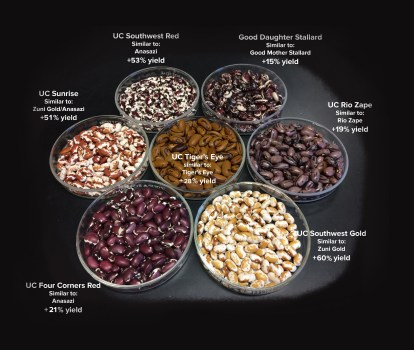 UC Southwest Red
Similar to:
Anasazi
+53% yield
Good Daughter Stallard
Similar to:
Good Mother Stallard
+15% yield
UC Sunrise
Similar to:
Zuni Gold/Anasazi
+51% yield
UC Rio Zape
Similar to:
Rio Zape
+19% yield
UC Tiger's Eye
Similar to:
Tiger's Eye
+28% yield
UC Southwest Gold
Similar to:
Zuni Gold
+60% yield
UC Four Corners Red
Similar to:
Anasazi
+21% yield